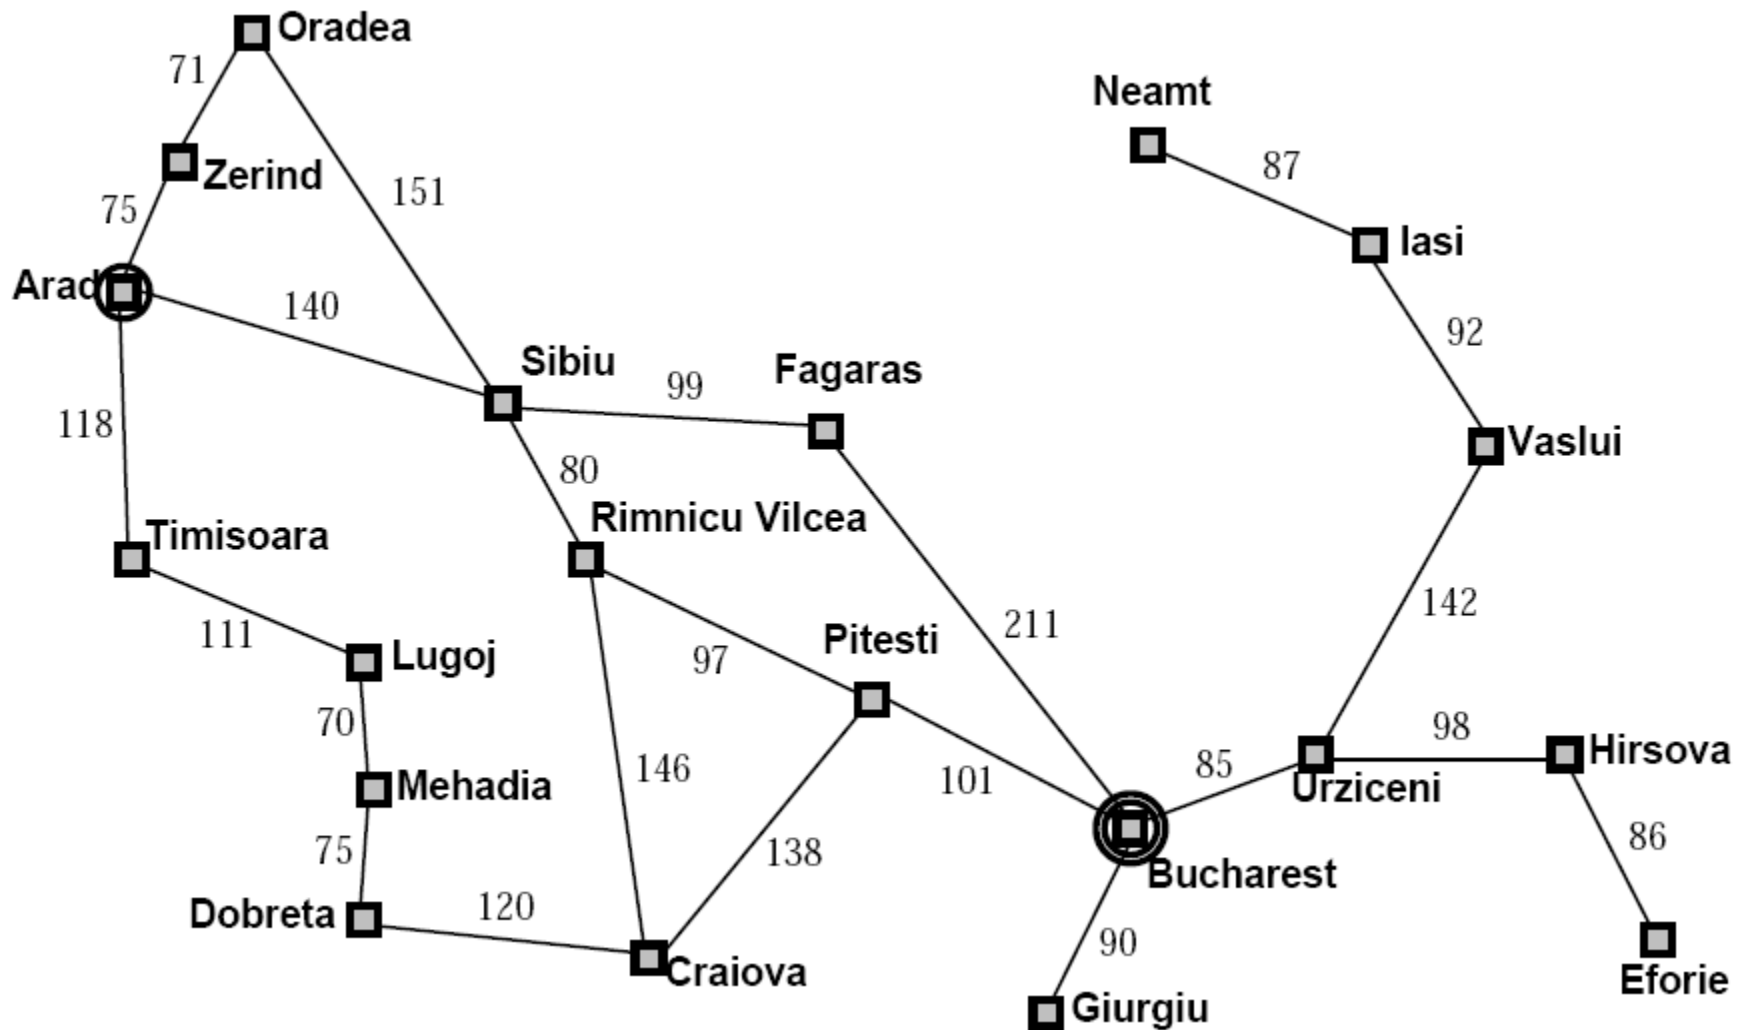 Oradea
71
Neamt
87
Zerind
151
75
Iasi
Arad
140
92
Sibiu
99
Fagaras
118
Vaslui
80
Rimnicu Vilcea
Timisoara
142
211
111
Pitesti
Lugoj
97
70
98
Hirsova
146
85
Mehadia
101
Urziceni
75
138
86
Bucharest
Dobreta
120
90
Craiova
Eforie
Giurgiu